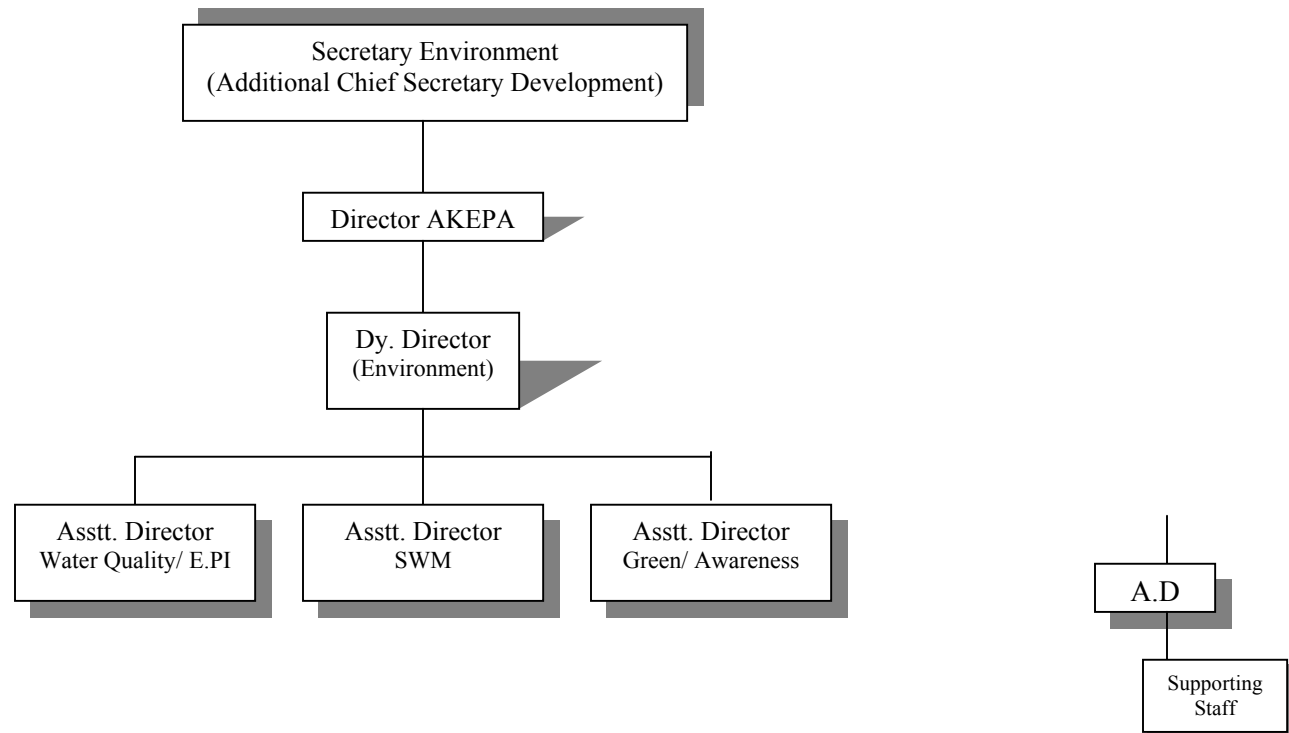 Secretary Environment
(Additional Chief Secretary Development)
Director AKEPA
Dy. Director
(Environment)
Asstt. Director
Water Quality/ E.PI
Asstt. Director
SWM
Asstt. Director
Green/ Awareness
A.D
Supporting
Staff